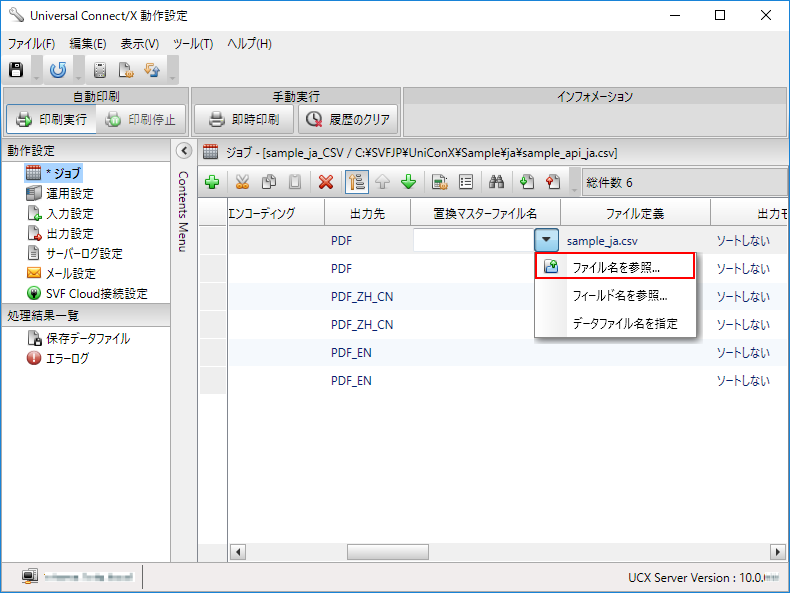 Universal Connect/X 動作設定
ファイル(F) 編集(E) 表示(V) ツール(T) ヘルプ(H)
自動印刷 手動実行 インフォメーション
印刷実行 印刷停止 即時印刷 履歴のクリア
動作設定
* ジョブ
運用設定
入力設定
出力設定
サーバーログ設定
メール設定
SVF Cloud接続設定
処理結果一覧
保存データファイル
エラーログ
Contents Menu
ジョブ - [sample_ja_CSV / C:¥SVFJP¥UniConX¥Sample¥ja¥sample_api_ja.csv]
総件数 6
エンコーディング 出力先 置換マスターファイル名 ファイル定義 出力モ
PDF sample_ja.csv ソートしない
PDF ソートしない
PDF_ZH_CN ソートしない
PDF_ZH_CN ソートしない
PDF_EN ソートしない
PDF_EN ソートしない
ファイル名を参照...
フィールド名を参照...
データファイル名を指定
UCX Server Version : 10.0.